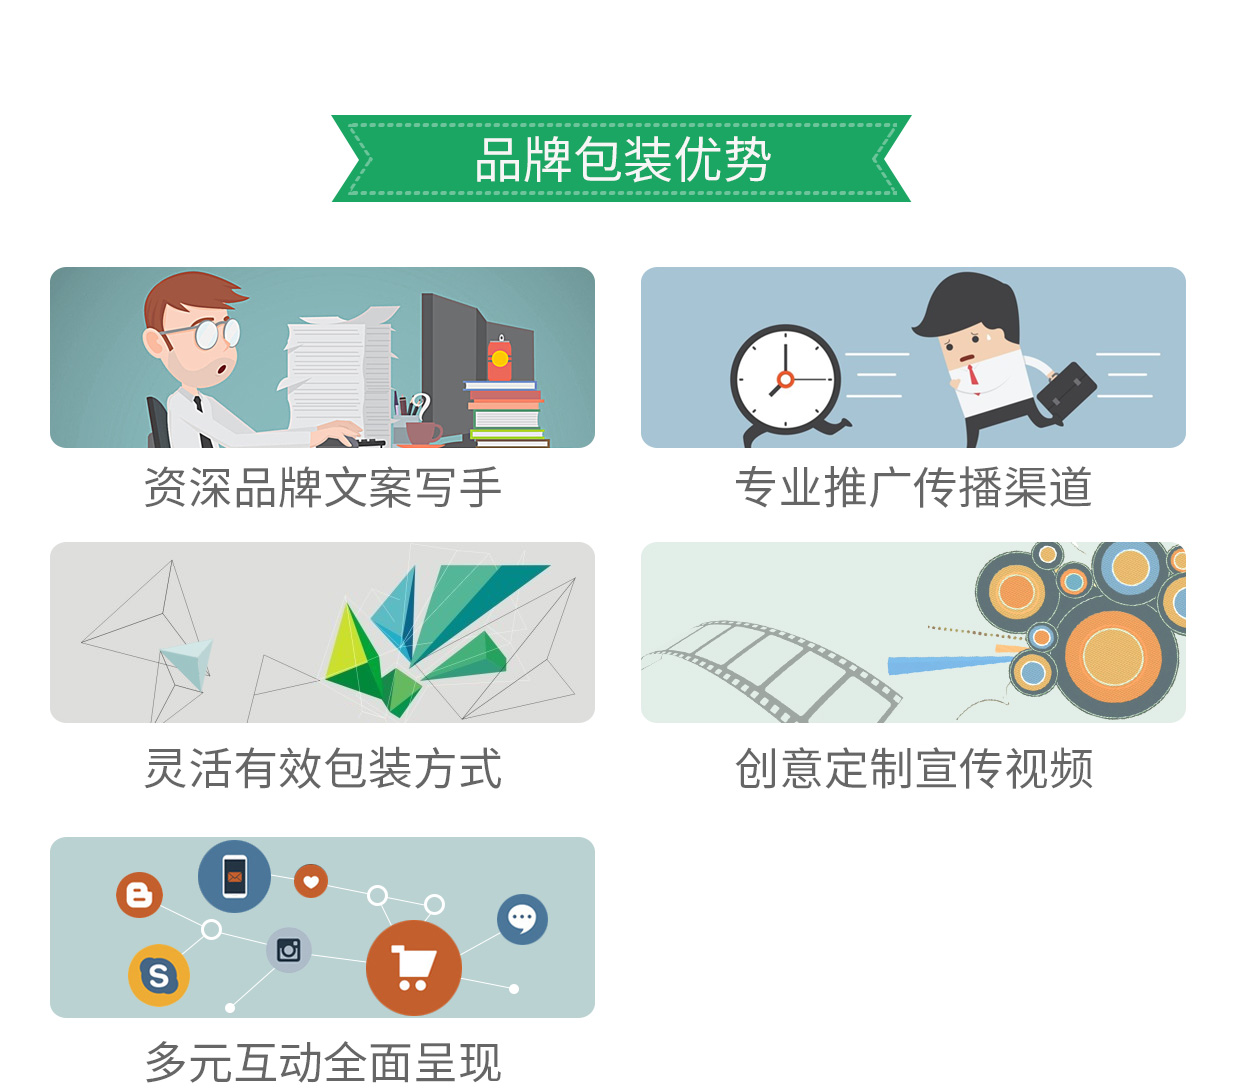 品牌包装优势
资深品牌文案写手
专业推广传播渠道
灵活有效包装方式
创意定制宣传视频
多元互动全面呈现